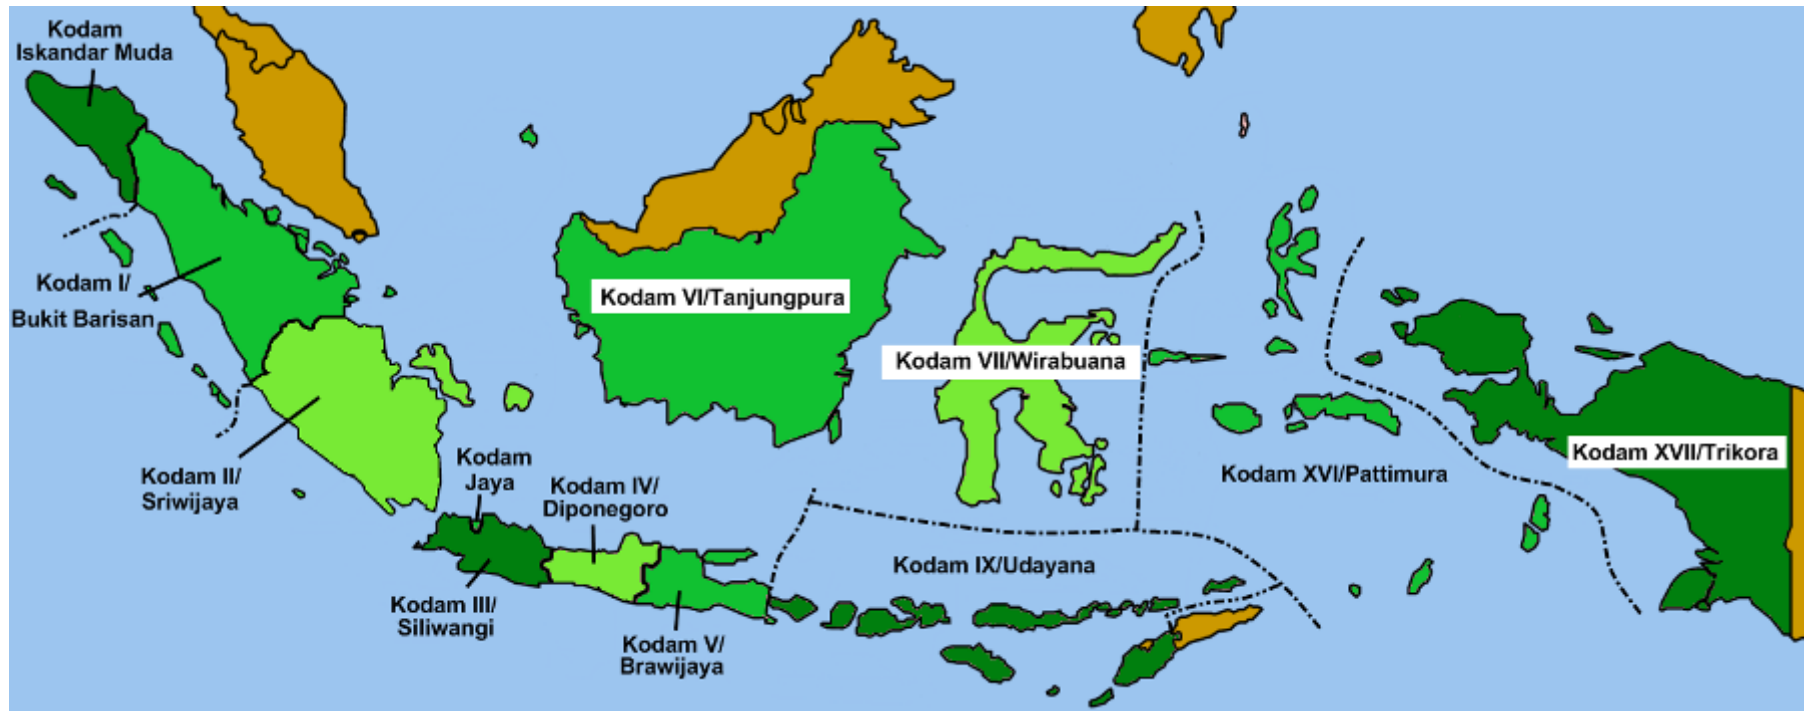 Kodam
Iskandar Muda
Kodam I/
Bukit Barisan
Kodam II/
Sriwijaya
Kodam
Jaya
Kodam III/
Siliwangi
Kodam IV/
Diponegoro
Kodam V/
Brawijaya
Kodam VI/Tanjungpura
Kodam VII/Wirabuana
Kodam IX/Udayana
Kodam XVI/Pattimura
Kodam XVII/Trikora